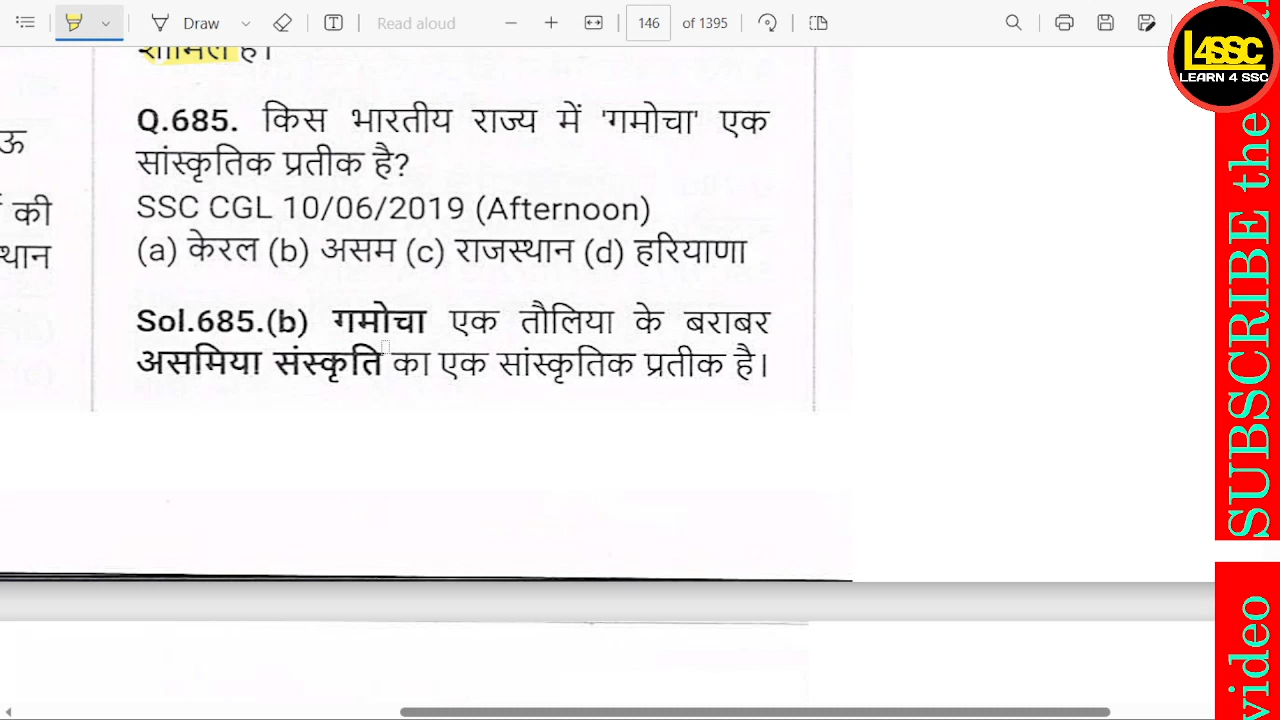 Draw
Read aloud
146 of 1395
L4SSC
LEARN 4 SSC
शामिल है।
ऊ
Q.685. किस भारतीय राज्य में 'गमोचा' एक
सांस्कृतिक प्रतीक है?
की
SSC CGL 10/06/2019 (Afternoon)
थान
(a) केरल (b) असम (c) राजस्थान (d) हरियाणा
Sol.685.(b) गमोचा एक तौलिया के बराबर
असमिया संस्कृति का एक सांस्कृतिक प्रतीक है।
SUBSCRIBE the
video